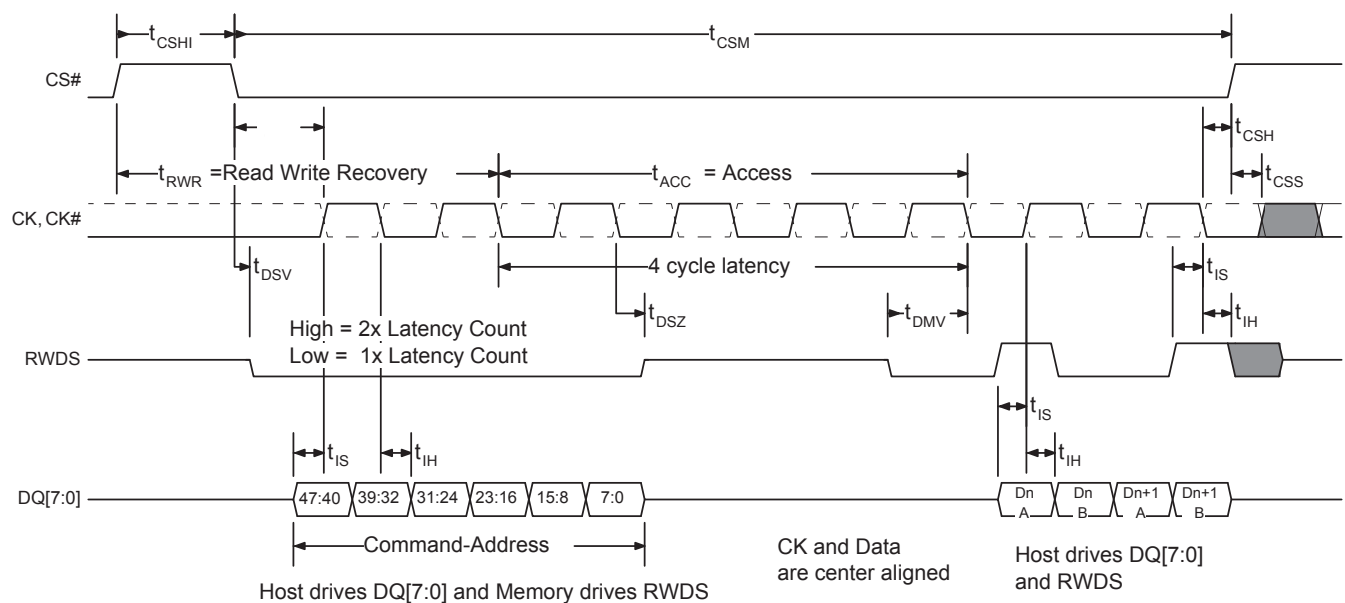 tCSHI
tCSM
CS#
tCSH
tRWR =Read Write Recovery
tACC = Access
tCSS
CK, CK#
tDSV
4 cycle latency
tIS
High = 2x Latency Count
Low = 1x Latency Count
tDSZ
tDMV
tIH
RWDS
tIS
tIS
tIH
tIH
DQ[7:0]
47:40 39:32 31:24 23:16 15:8 7:0
Dn A Dn B Dn+1 A Dn+1 B
Command-Address
CK and Data
are center aligned
Host drives DQ[7:0]
and RWDS
Host drives DQ[7:0] and Memory drives RWDS